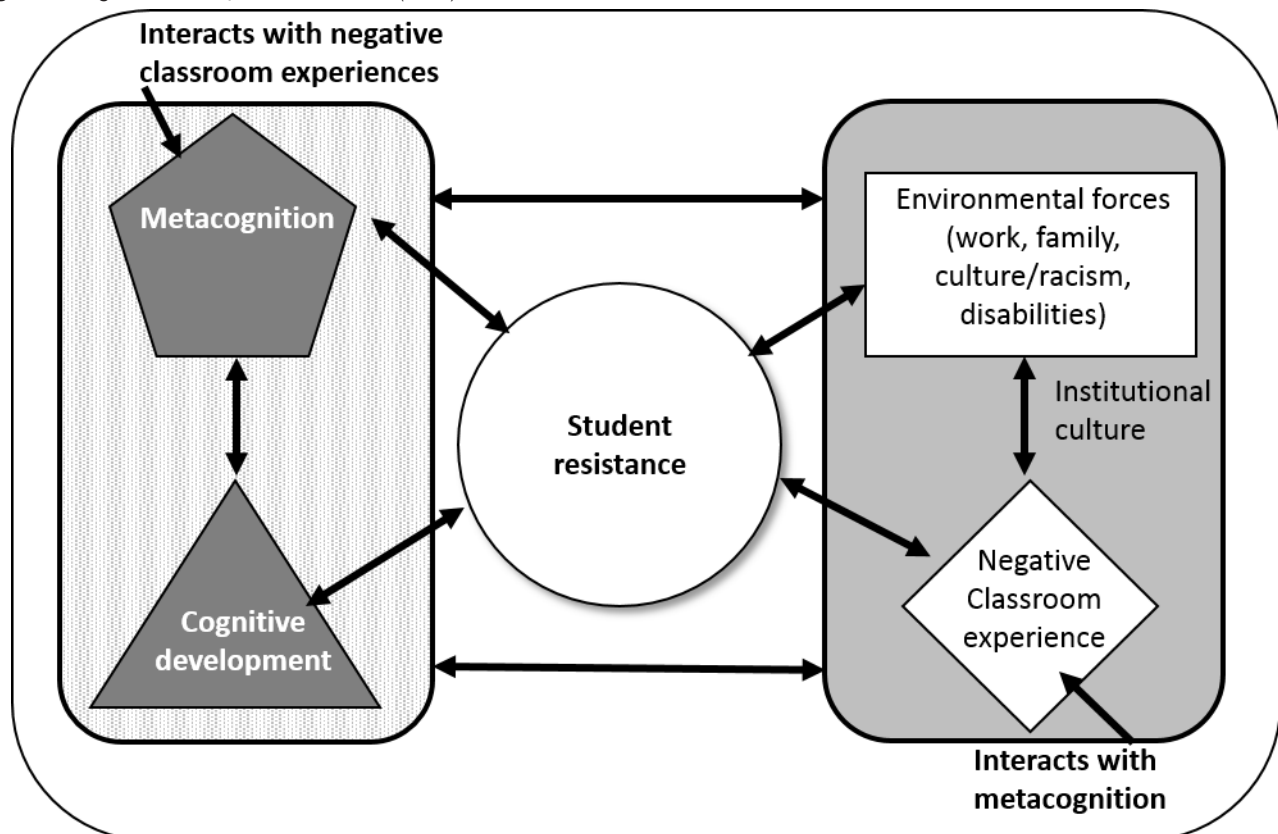 Interacts with negative
classroom experiences
Metacognition
Cognitive
development
Student
resistance
Environmental forces
(work, family,
culture/racism,
disabilities)
Institutional
culture
Negative
Classroom
experience
Interacts with
metacognition